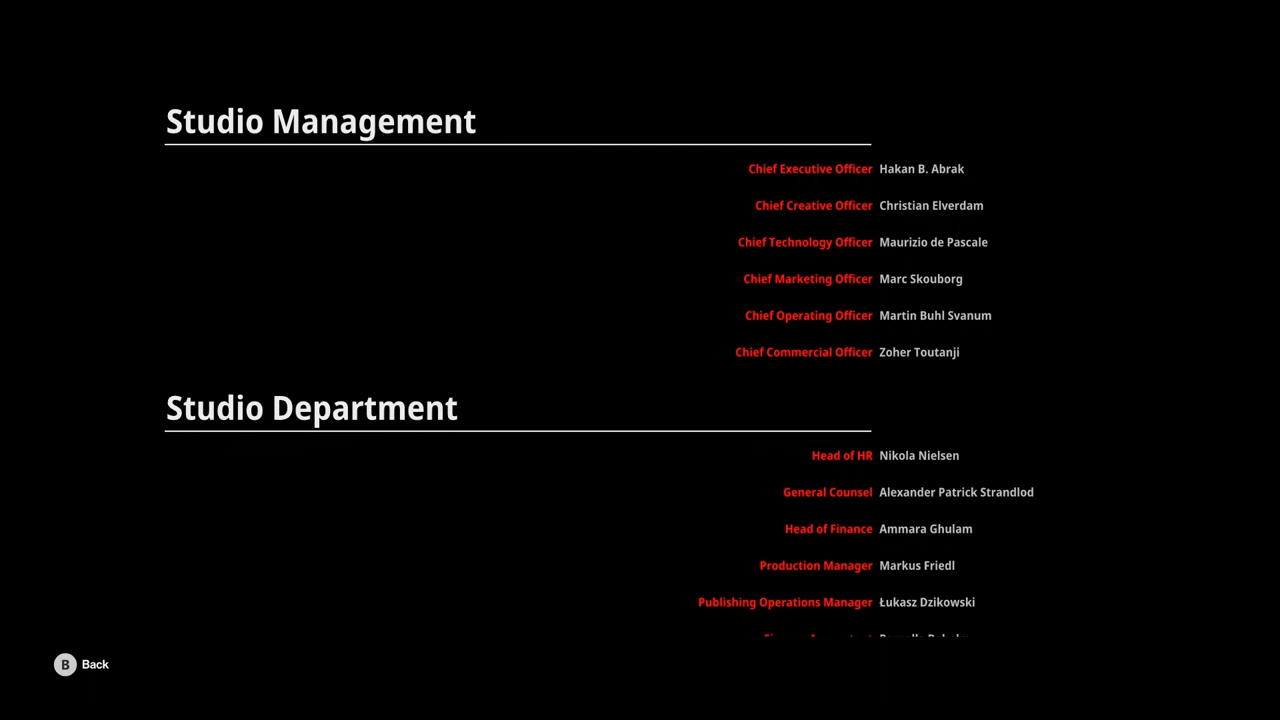 Studio Management
Chief Executive Officer Hakan B. Abrak
Chief Creative Officer Christian Elverdam
Chief Technology Officer Maurizio de Pascale
Chief Marketing Officer Marc Skouborg
Chief Operating Officer Martin Buhl Svanum
Chief Commercial Officer Zoher Toutanji
Studio Department
Head of HR Nikola Nielsen
General Counsel Alexander Patrick Strandlod
Head of Finance Ammara Ghulam
Production Manager Markus Friedl
Publishing Operations Manager Łukasz Dzikowski
B Back